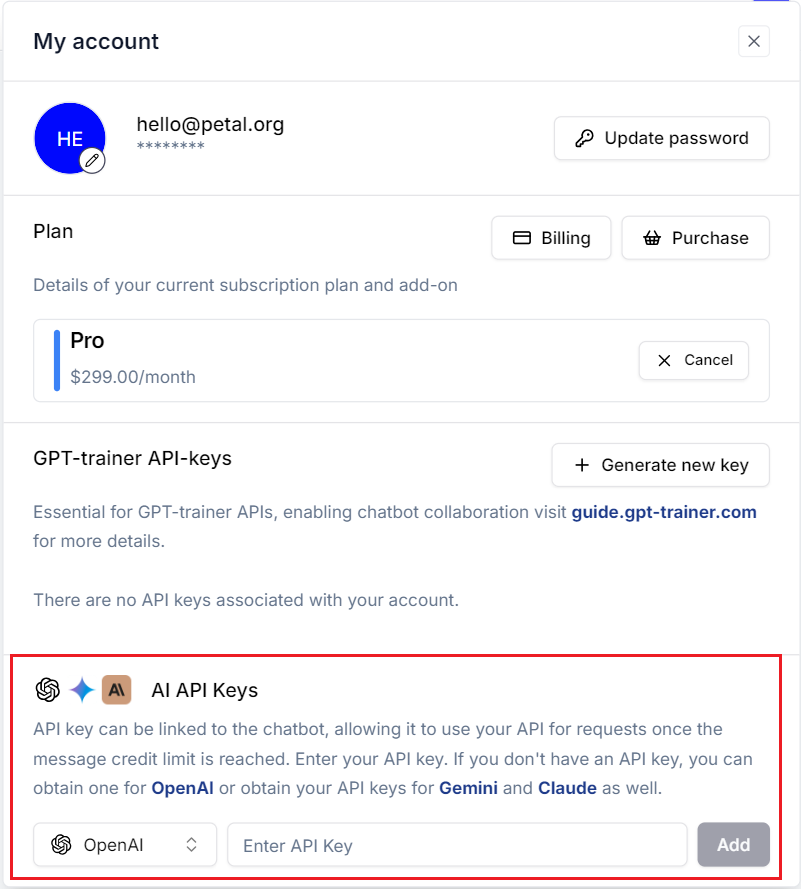 My account
HE
hello@petal.org
********
Update password
Plan
Billing
Purchase
Details of your current subscription plan and add-on
Pro
$299.00/month
Cancel
GPT-trainer API-keys
Generate new key
Essential for GPT-trainer APIs, enabling chatbot collaboration visit guide.gpt-trainer.com
for more details.
There are no API keys associated with your account.
AI API Keys
API key can be linked to the chatbot, allowing it to use your API for requests once the
message credit limit is reached. Enter your API key. If you don't have an API key, you can
obtain one for OpenAI or obtain your API keys for Gemini and Claude as well.
OpenAI
Enter API Key
Add